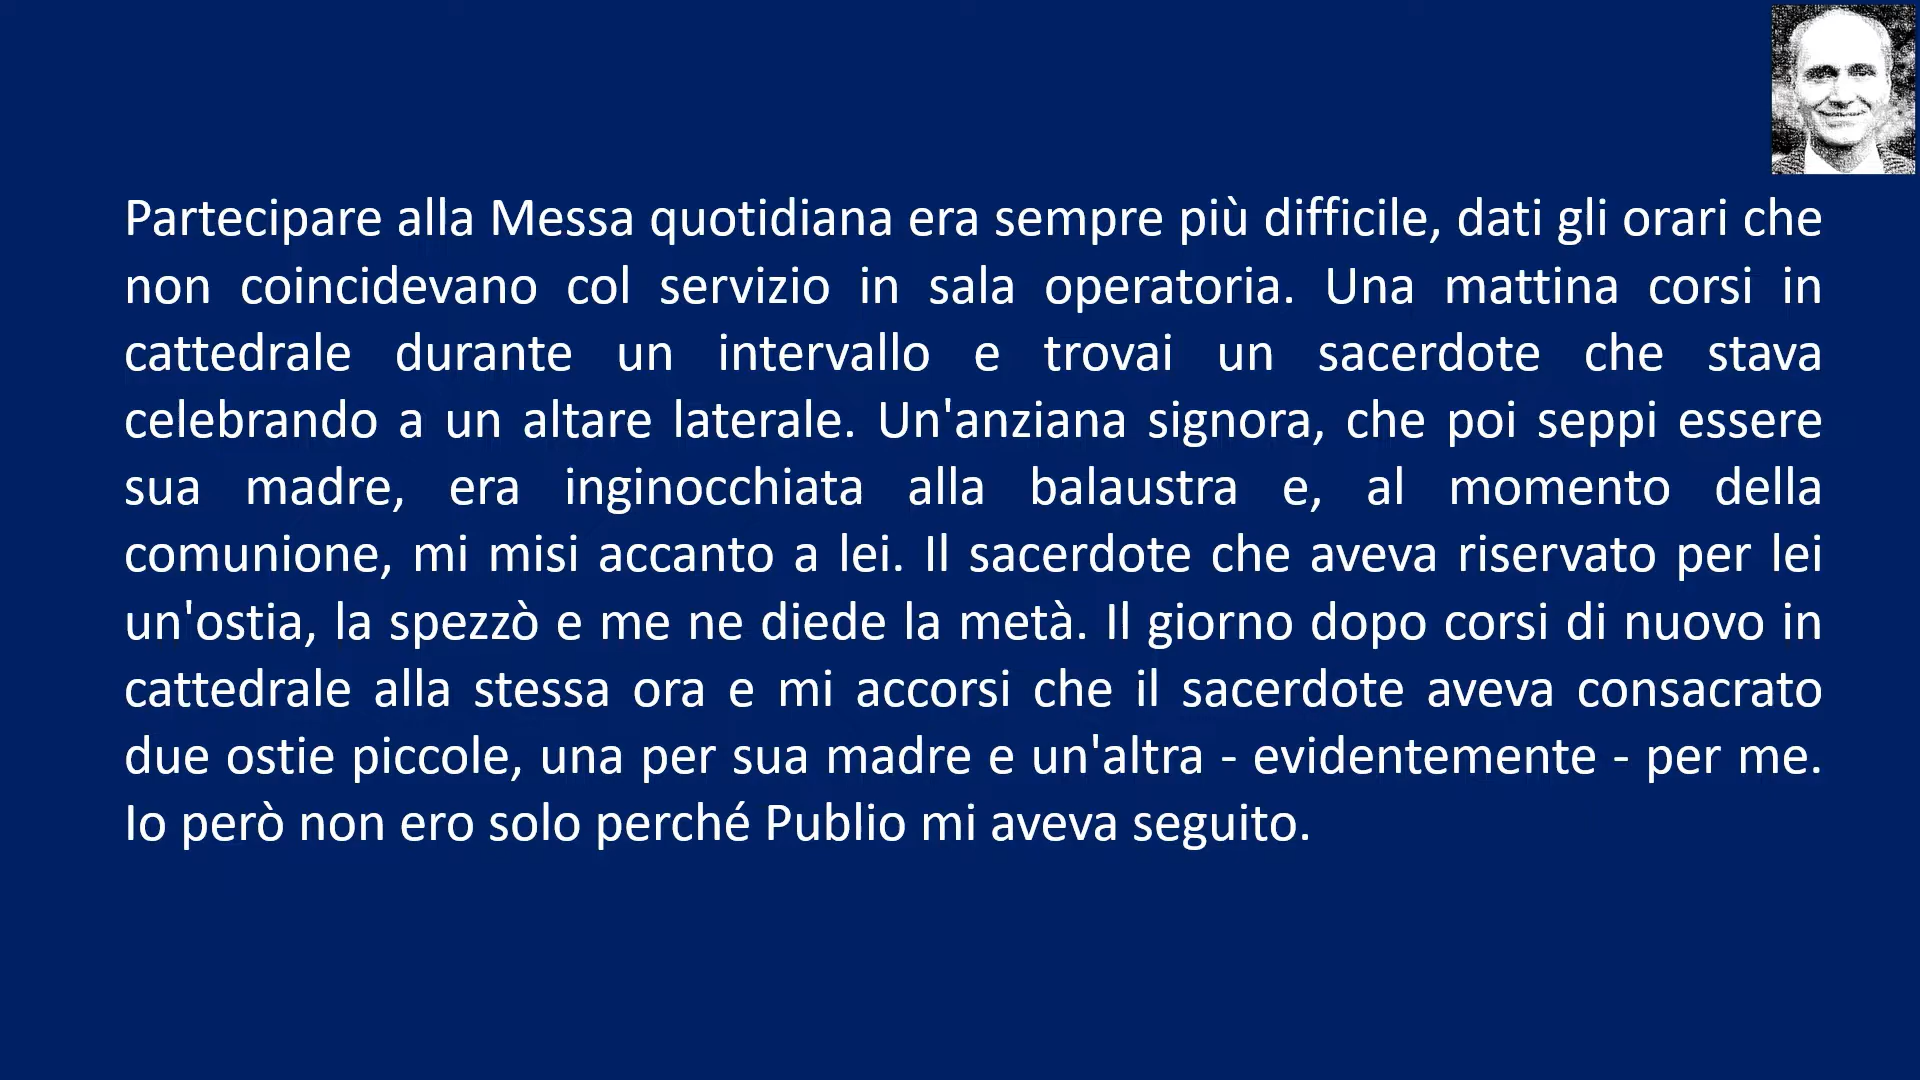 Partecipare alla Messa quotidiana era sempre più difficile, dati gli orari che
non coincidevano col servizio in sala operatoria. Una mattina corsi in
cattedrale durante un intervallo e trovai un sacerdote che stava
celebrando a un altare laterale. Un'anziana signora, che poi seppi essere
sua madre, era inginocchiata alla balaustra e, al momento della
comunione, mi misi accanto a lei. Il sacerdote che aveva riservato per lei
un'ostia, la spezzò e me ne diede la metà. Il giorno dopo corsi di nuovo in
cattedrale alla stessa ora e mi accorsi che il sacerdote aveva consacrato
due ostie piccole, una per sua madre e un'altra - evidentemente - per me.
Io però non ero solo perché Publio mi aveva seguito.